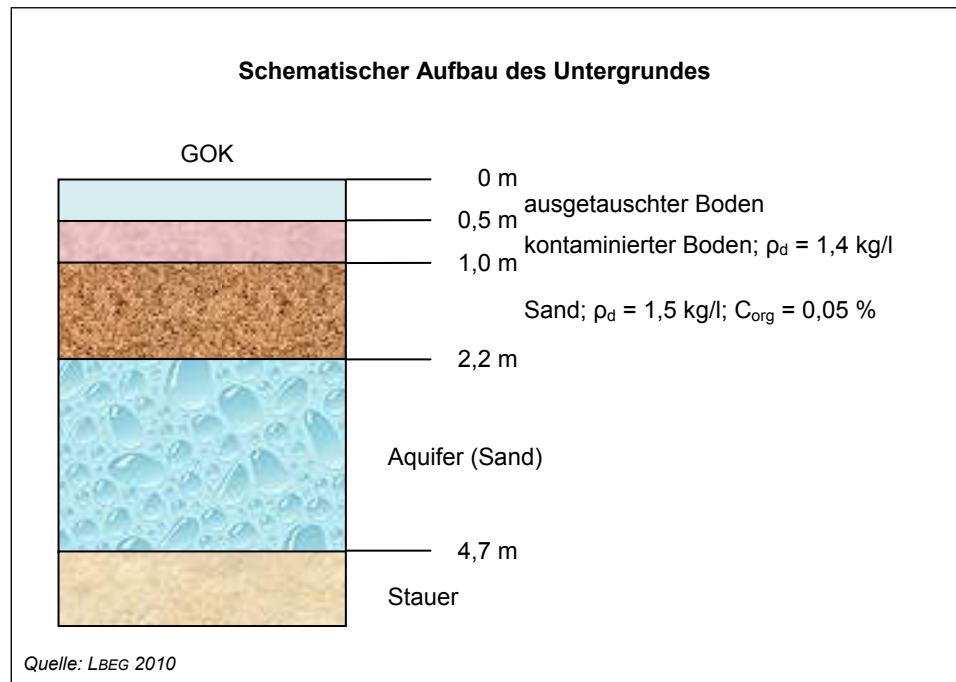 Schematischer Aufbau des Untergrundes
GOK
0 m
ausgetauschter Boden
0,5 m
kontaminierter Boden; ρd = 1,4 kg/l
1,0 m
Sand; ρd = 1,5 kg/l; Corg = 0,05 %
2,2 m
Aquifer (Sand)
4,7 m
Stauer
Quelle: LBEG 2010